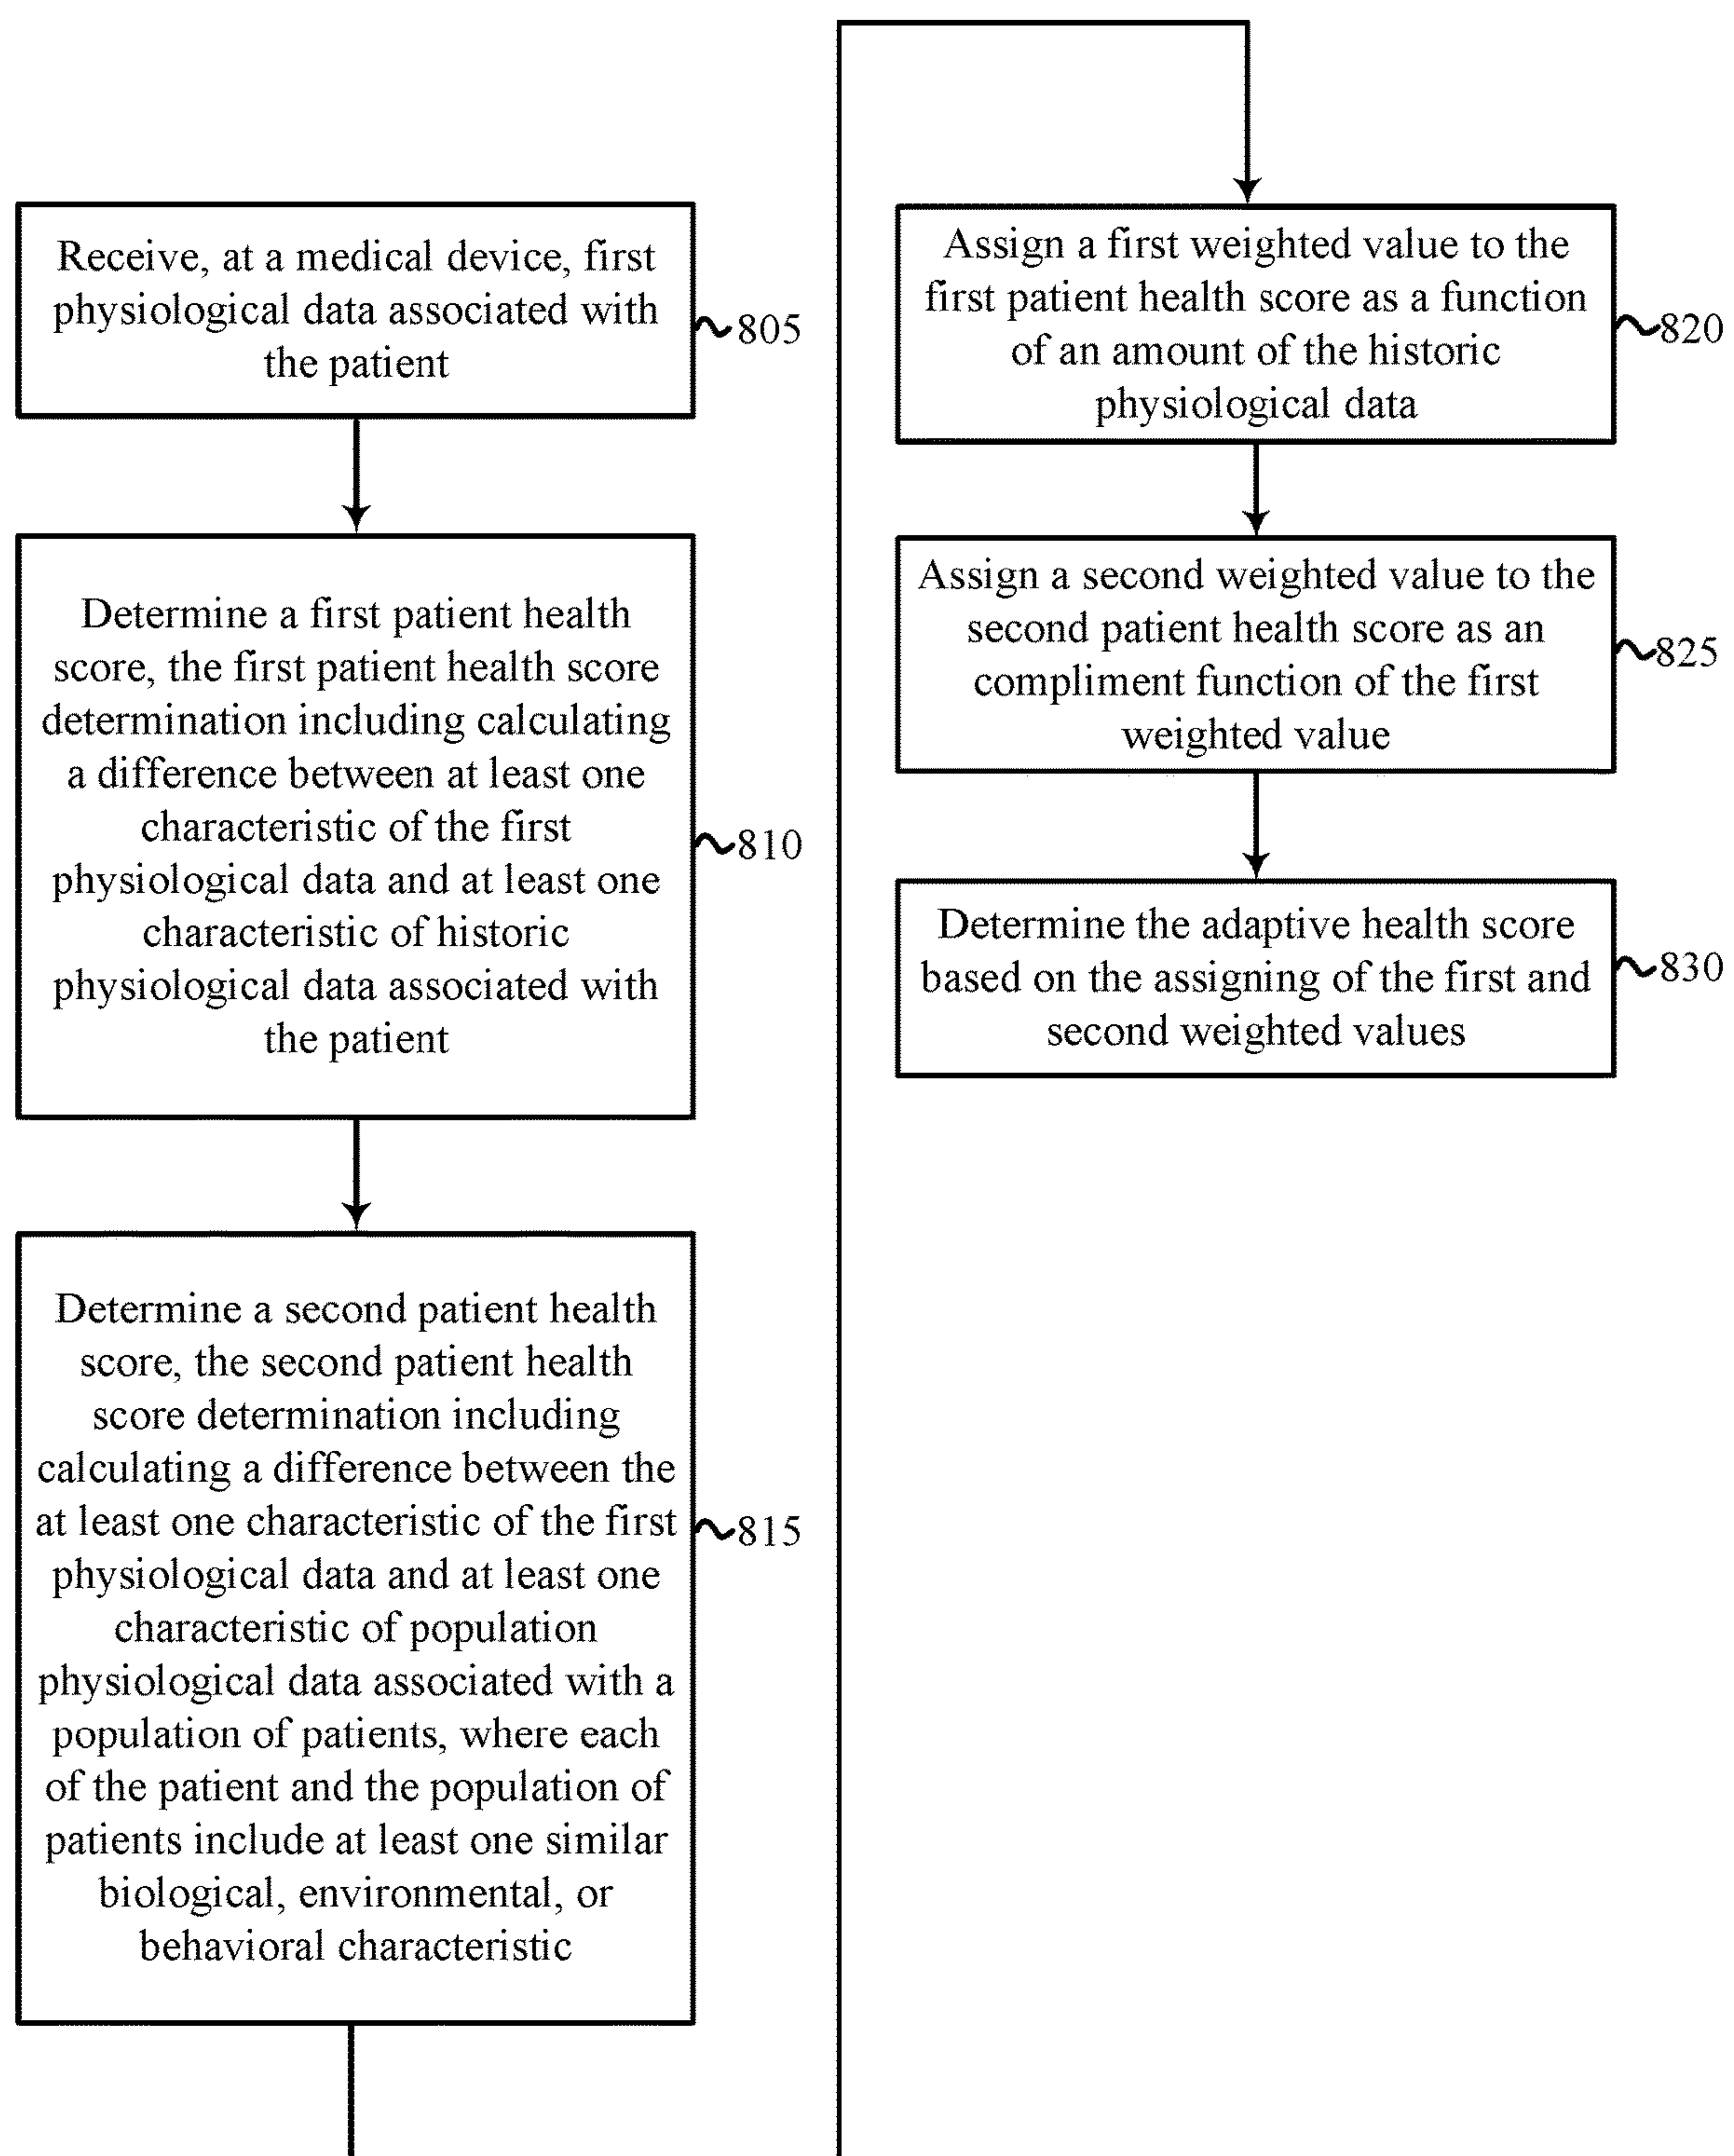 Receive, at a medical device, first
physiological data associated with
the patient
805
Determine a first patient health
score, the first patient health score
determination including calculating
a difference between at least one
characteristic of the first
physiological data and at least one
characteristic of historic
physiological data associated with
the patient
810
Determine a second patient health
score, the second patient health
score determination including
calculating a difference between the
at least one characteristic of the first
physiological data and at least one
characteristic of population
physiological data associated with a
population of patients, where each
of the patient and the population of
patients include at least one similar
biological, environmental, or
behavioral characteristic
815
Assign a first weighted value to the
first patient health score as a function
of an amount of the historic
physiological data
820
Assign a second weighted value to the
second patient health score as an
compliment function of the first
weighted value
825
Determine the adaptive health score
based on the assigning of the first and
second weighted values
830